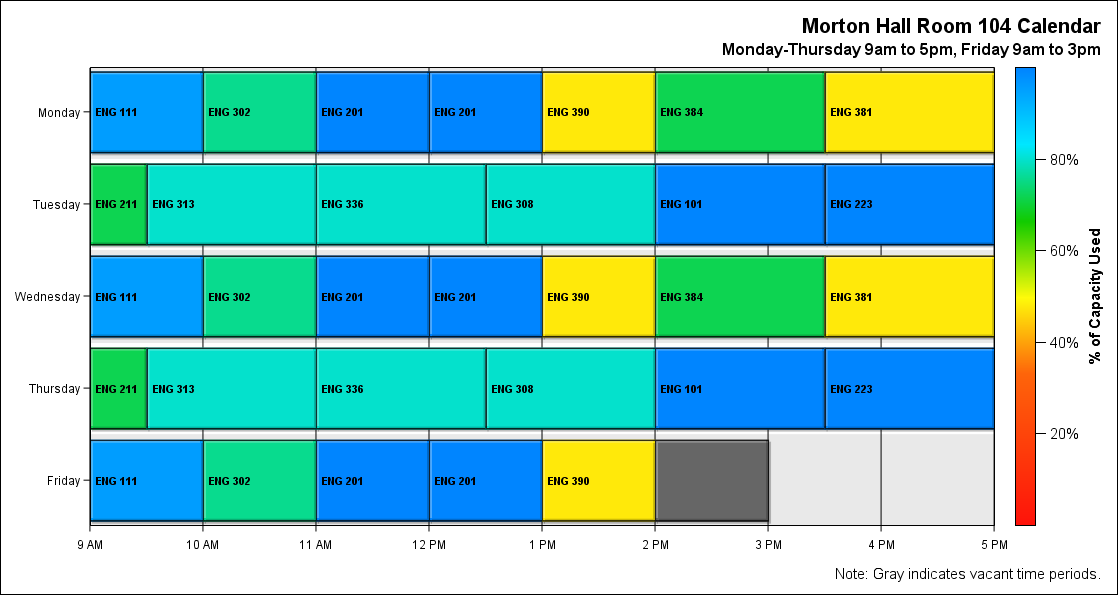 Morton Hall Room 104 Calendar
Monday-Thursday 9am to 5pm, Friday 9am to 3pm
Monday ENG 111 ENG 302 ENG 201 ENG 201 ENG 390 ENG 384 ENG 381
Tuesday ENG 211 ENG 313 ENG 336 ENG 308 ENG 101 ENG 223
Wednesday ENG 111 ENG 302 ENG 201 ENG 201 ENG 390 ENG 384 ENG 381
Thursday ENG 211 ENG 313 ENG 336 ENG 308 ENG 101 ENG 223
Friday ENG 111 ENG 302 ENG 201 ENG 201 ENG 390
9 AM 10 AM 11 AM 12 PM 1 PM 2 PM 3 PM 4 PM 5 PM
80%
60%
40%
20%
% of Capacity Used
Note: Gray indicates vacant time periods.